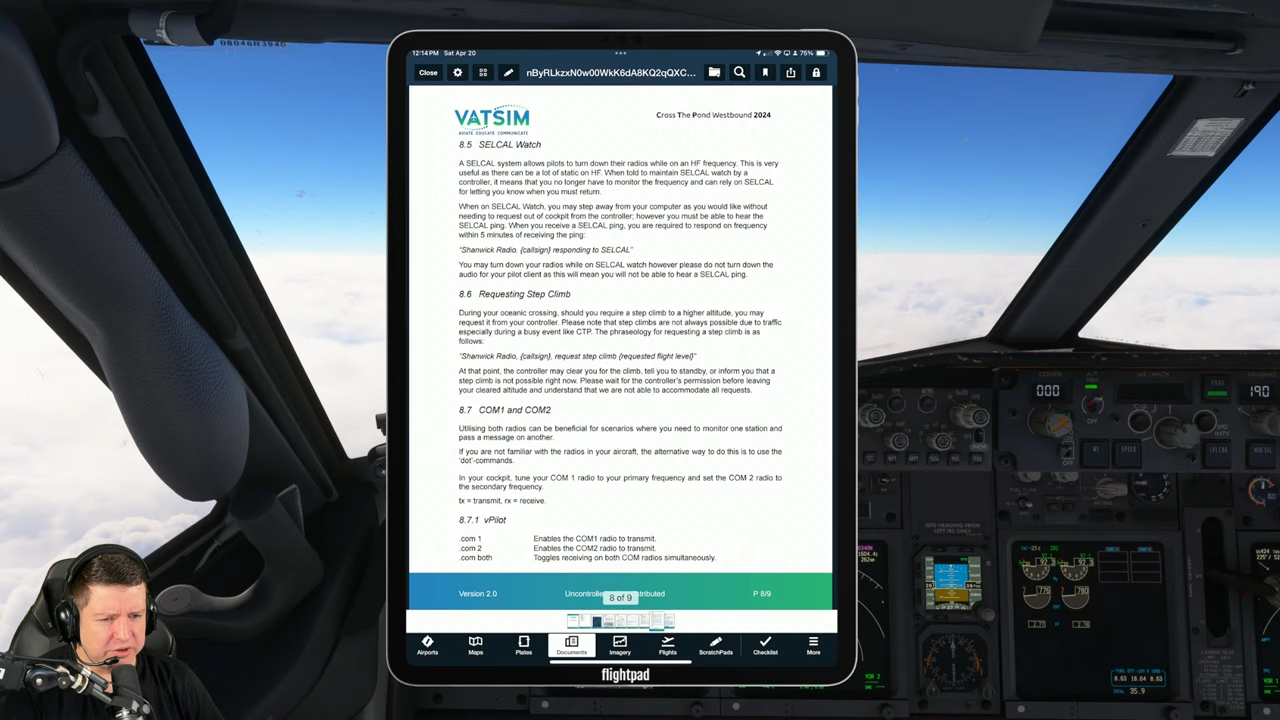 12:14 PM Sat Apr 20
75%
Close
nByRLkzxN0w00WkK6dA8KQ2qQXC...
VATSIM
AVIATE EDUCATE COMMUNICATE
Cross The Pond Westbound 2024
8.5 SELCAL Watch
A SELCAL system allows pilots to turn down their radios while on an HF frequency. This is very
useful as there can be a lot of static on HF. When told to maintain SELCAL watch by a
controller, it means that you no longer have to monitor the frequency and can rely on SELCAL
for letting you know when you must return.
When on SELCAL Watch, you may step away from your computer as you would like without
needing to request out of cockpit from the controller; however you must be able to hear the
SELCAL ping. When you receive a SELCAL ping, you are required to respond on frequency
within 5 minutes of receiving the ping:
"Shanwick Radio, {callsign} responding to SELCAL"
You may turn down your radios while on SELCAL watch however please do not turn down the
audio for your pilot client as this will mean you will not be able to hear a SELCAL ping.
8.6 Requesting Step Climb
During your oceanic crossing, should you require a step climb to a higher altitude, you may
request it from your controller. Please note that step climbs are not always possible due to traffic
especially during a busy event like CTP. The phraseology for requesting a step climb is as
follows:
"Shanwick Radio, {callsign}, request step climb {requested flight level}"
At that point, the controller may clear you for the climb, tell you to standby, or inform you that a
step climb is not possible right now. Please wait for the controller's permission before leaving
your cleared altitude and understand that we are not able to accommodate all requests.
8.7 COM1 and COM2
Utilising both radios can be beneficial for scenarios where you need to monitor one station and
pass a message on another.
If you are not familiar with the radios in your aircraft, the alternative way to do this is to use the
'dot'-commands.
In your cockpit, tune your COM 1 radio to your primary frequency and set the COM 2 radio to
the secondary frequency.
tx = transmit, rx = receive.
8.7.1 vPilot
.com 1 Enables the COM1 radio to transmit.
.com 2 Enables the COM2 radio to transmit.
.com both Toggles receiving on both COM radios simultaneously.
Version 2.0
8 of 9
P 8/9
Airports
Maps
Plates
Documents
Imagery
Flights
ScratchPads
Checklist
More
flightpad
COURSE
000
A/T
190
SPEED
VOR 2
8.63 18.64 8.63
TOTAL 35.9